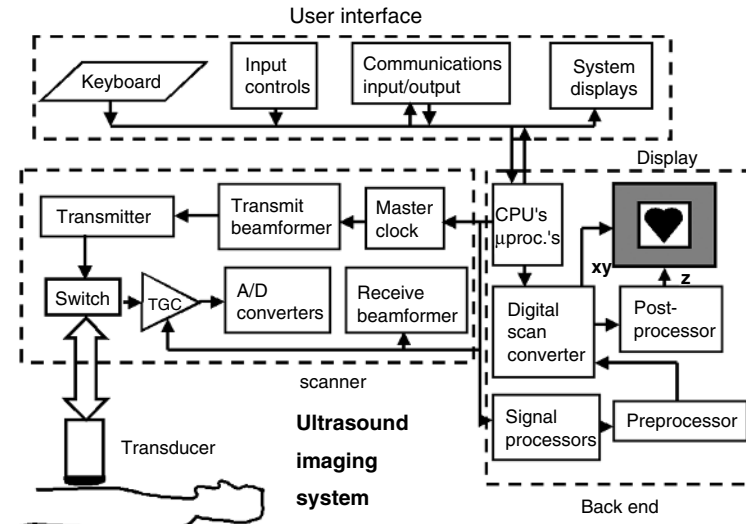 User interface
Keyboard
Input
controls
Communications
input/output
System
displays
Display
Transmitter
Transmit
beamformer
Master
clock
CPU's
μproc.'s
xy
z
Switch
TGC
A/D
converters
Receive
beamformer
Digital
scan
converter
Post-
processor
scanner
Signal
processors
Preprocessor
Transducer
Ultrasound
imaging
system
Back end